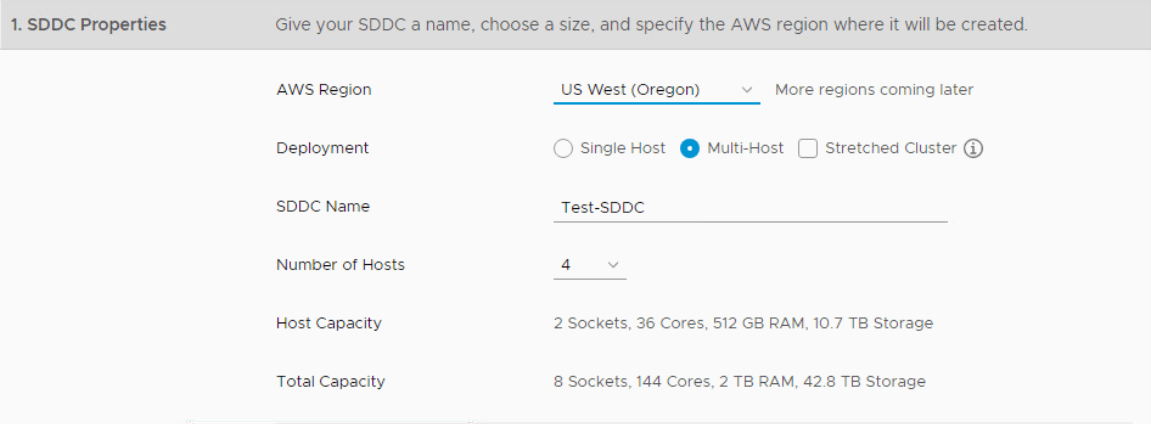 1. SDDC Properties Give your SDDC a name, choose a size, and specify the AWS region where it will be created.
AWS Region US West (Oregon) More regions coming later
Deployment Single Host Multi-Host Stretched Cluster
SDDC Name Test-SDDC
Number of Hosts 4
Host Capacity 2 Sockets, 36 Cores, 512 GB RAM, 10.7 TB Storage
Total Capacity 8 Sockets, 144 Cores, 2 TB RAM, 42.8 TB Storage